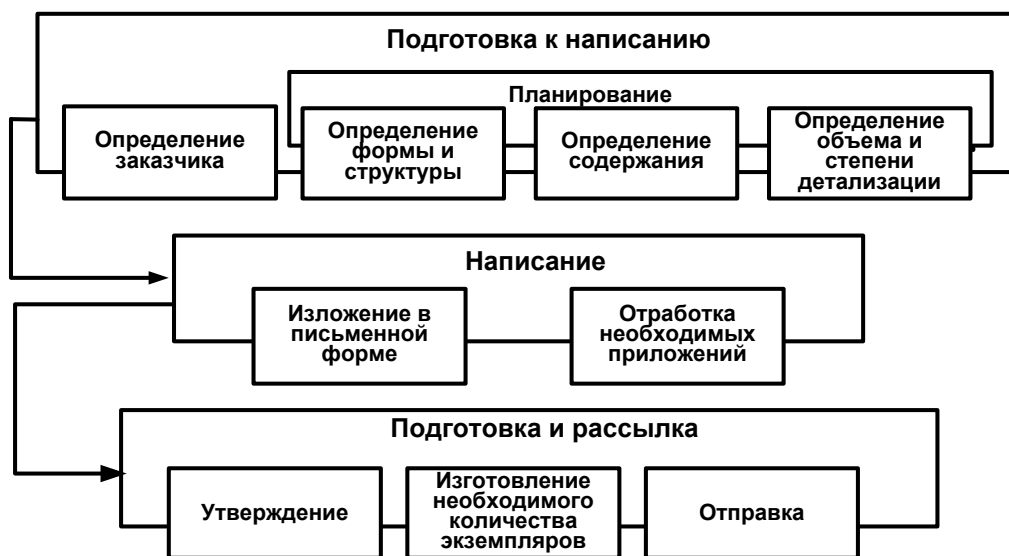 Подготовка к написанию
Планирование
Определение
заказчика
Определение
формы и
структуры
Определение
содержания
Определение
объема и
степени
детализации
Написание
Изложение в
письменной
форме
Отработка
необходимых
приложений
Подготовка и рассылка
Утверждение
Изготовление
необходимого
количества
экземпляров
Отправка